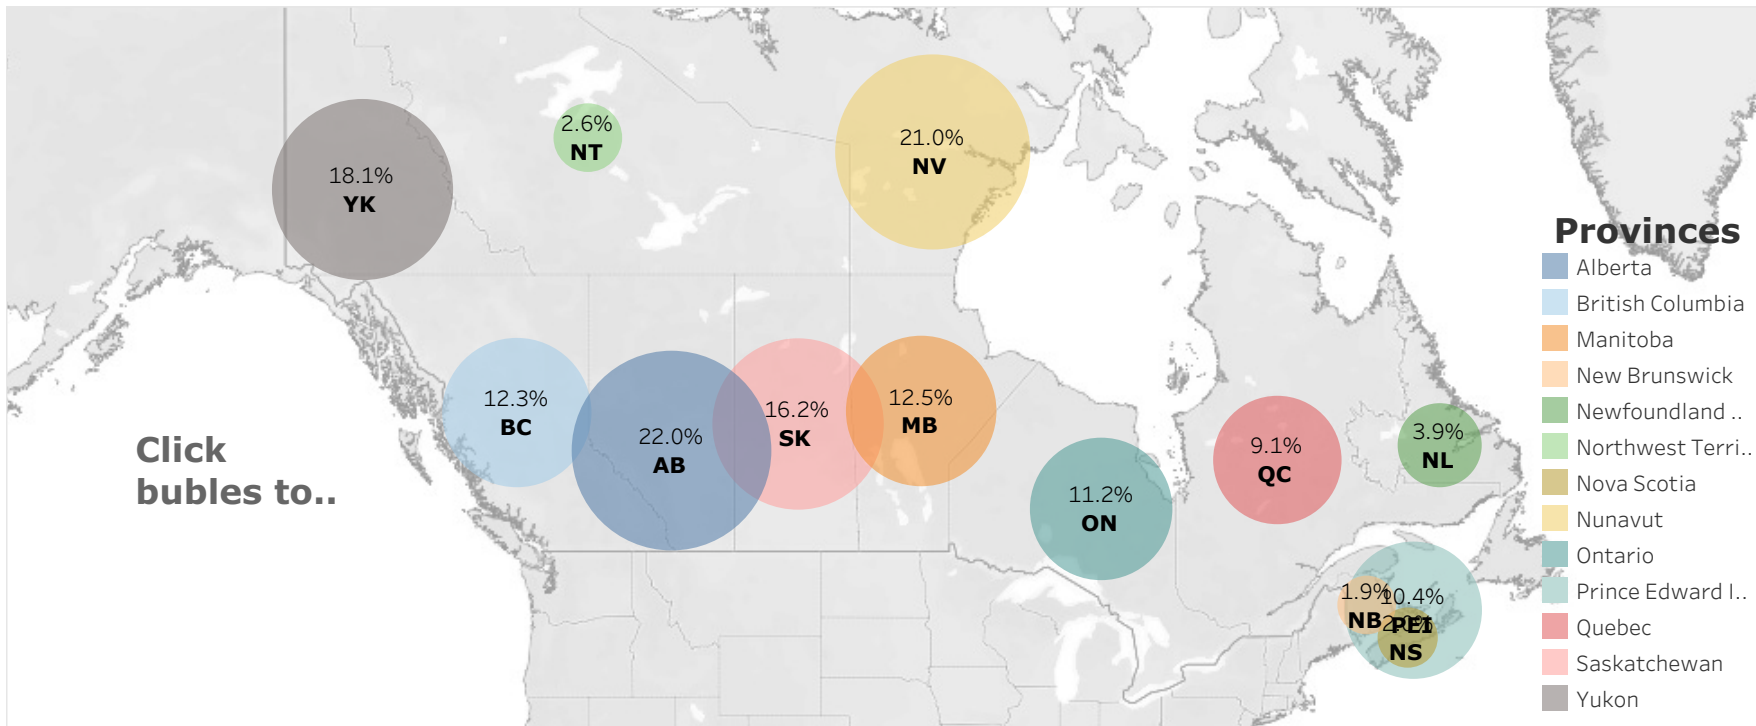 18.1%
YK
2.6%
NT
21.0%
NV
12.3%
BC
22.0%
AB
16.2%
SK
12.5%
MB
11.2%
ON
9.1%
QC
3.9%
NL
1.9%
NB
10.4%
PEI
NS
Click
bubles to..
Provinces
Alberta
British Columbia
Manitoba
New Brunswick
Newfoundland ..
Northwest Terri..
Nova Scotia
Nunavut
Ontario
Prince Edward I..
Quebec
Saskatchewan
Yukon